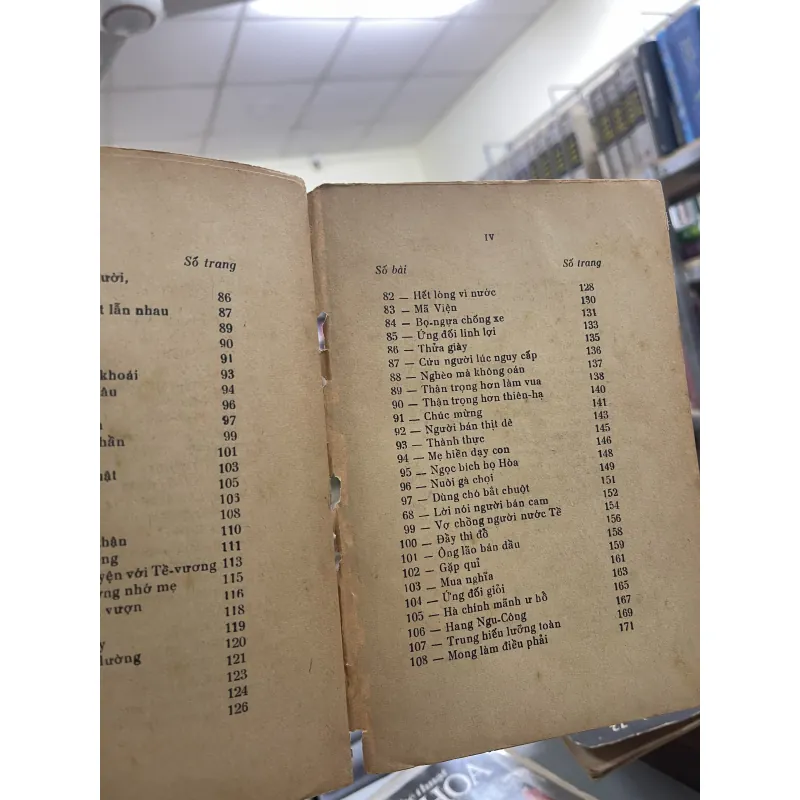 Số trang
ười,
86
t lẫn nhau 87
89
90
91
khoái 93
âu 94
96
97
hần 99
101
uật 103
105
103
108
110
hận 111
ng 113
yện với Tề-vương 115
ng nhớ mẹ 116
vượn 118
119
y 120
lường 121
123
124
126
IV
Số bài Số trang
82 — Hết lòng vì nước 128
83 — Mã Viện 130
84 — Bọ-ngựa chống xe 131
85 — Ứng đối linh lợi 133
86 — Thửa giày 135
87 — Cứu người lúc nguy cấp 136
88 — Nghèo mà không oán 137
89 — Thận trọng hơn làm vua 138
90 — Thận trọng hơn thiên-hạ 140
91 — Chúc mừng 141
92 — Người bán thịt dê 143
93 — Thành thực 145
94 — Mẹ hiền dạy con 146
95 — Ngọc bích họ Hòa 148
96 — Nuôi gà chọi 149
97 — Dùng chó bắt chuột 151
68 — Lời nói người bán cam 152
99 — Vợ chồng người nước Tề 154
100 — Đầy thi đỗ 156
101 — Ông lão bán dầu 158
102 — Gặp quỉ 159
103 — Mua nghĩa 161
104 — Ứng đối giỏi 163
105 — Hà chính mãnh ư hồ 165
106 — Hang Ngu-Công 167
107 — Trung hiếu lưỡng toàn 169
108 — Mong làm điều phải 171
72